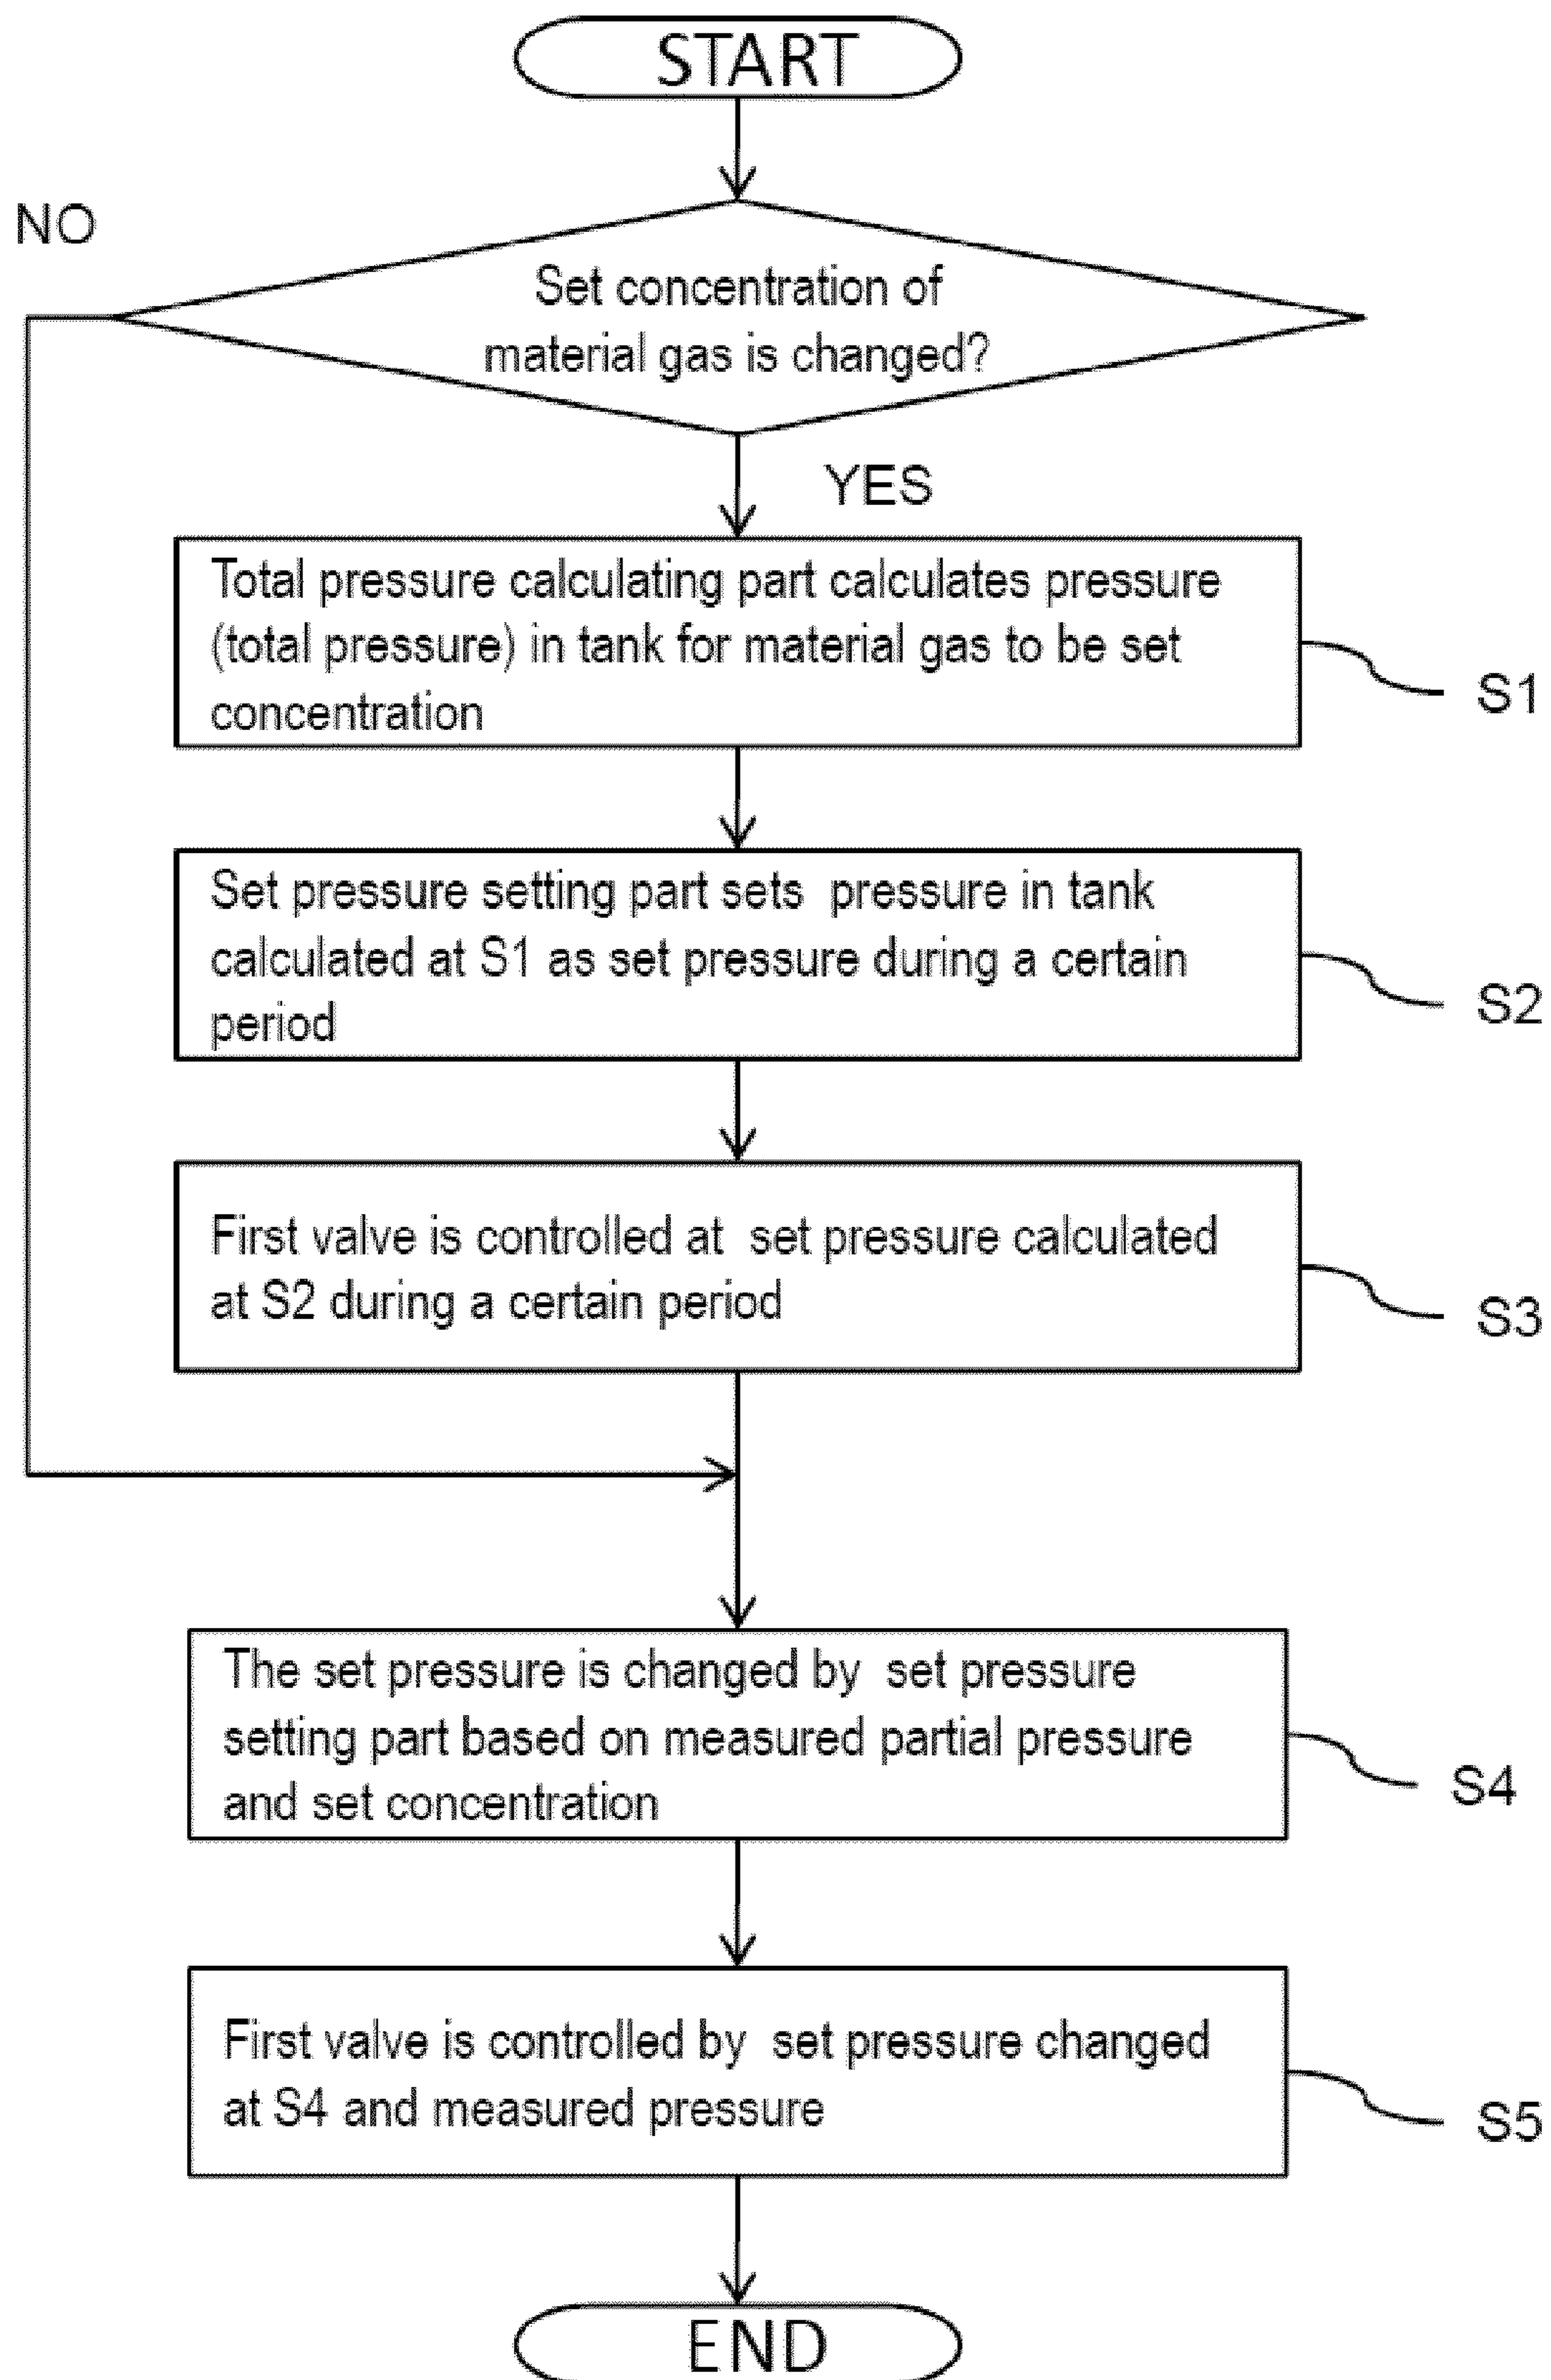 START
NO
Set concentration of
material gas is changed?
YES
Total pressure calculating part calculates pressure
(total pressure) in tank for material gas to be set
concentration
S1
Set pressure setting part sets pressure in tank
calculated at S1 as set pressure during a certain
period
S2
First valve is controlled at set pressure calculated
at S2 during a certain period
S3
The set pressure is changed by set pressure
setting part based on measured partial pressure
and set concentration
S4
First valve is controlled by set pressure changed
at S4 and measured pressure
S5
END